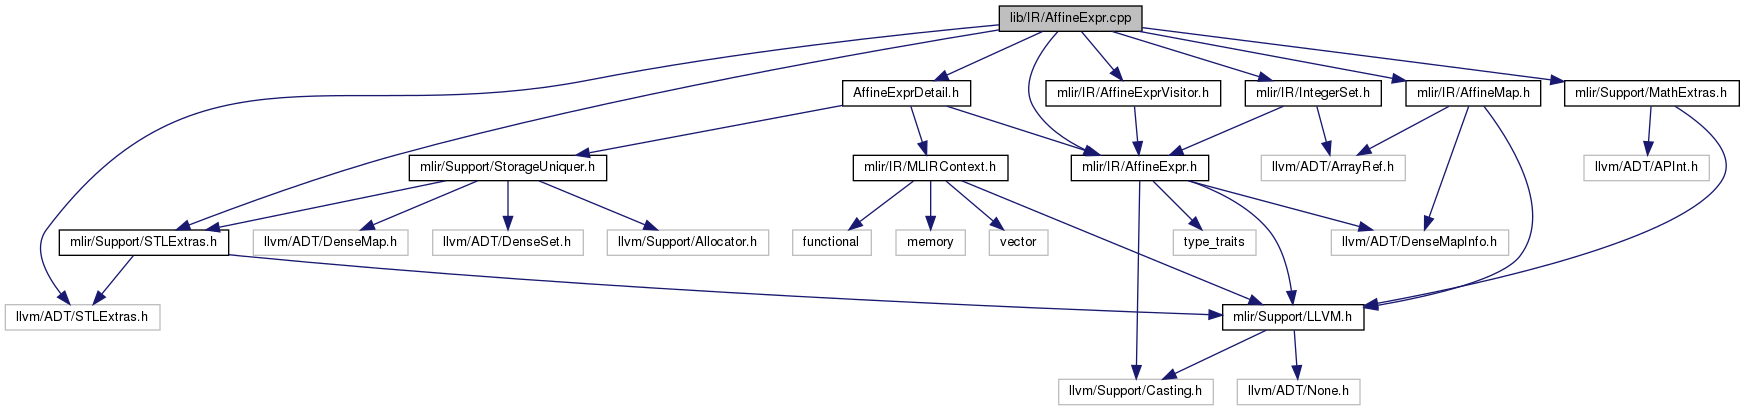 lib/IR/AffineExpr.cpp
AffineExprDetail.h
mlir/IR/AffineExprVisitor.h
mlir/IR/IntegerSet.h
mlir/IR/AffineMap.h
mlir/Support/MathExtras.h
mlir/Support/StorageUniquer.h
mlir/IR/MLIRContext.h
mlir/IR/AffineExpr.h
llvm/ADT/ArrayRef.h
llvm/ADT/APInt.h
mlir/Support/STLExtras.h
llvm/ADT/DenseMap.h
llvm/ADT/DenseSet.h
llvm/Support/Allocator.h
functional
memory
vector
type_traits
llvm/ADT/DenseMapInfo.h
llvm/ADT/STLExtras.h
mlir/Support/LLVM.h
llvm/Support/Casting.h
llvm/ADT/None.h